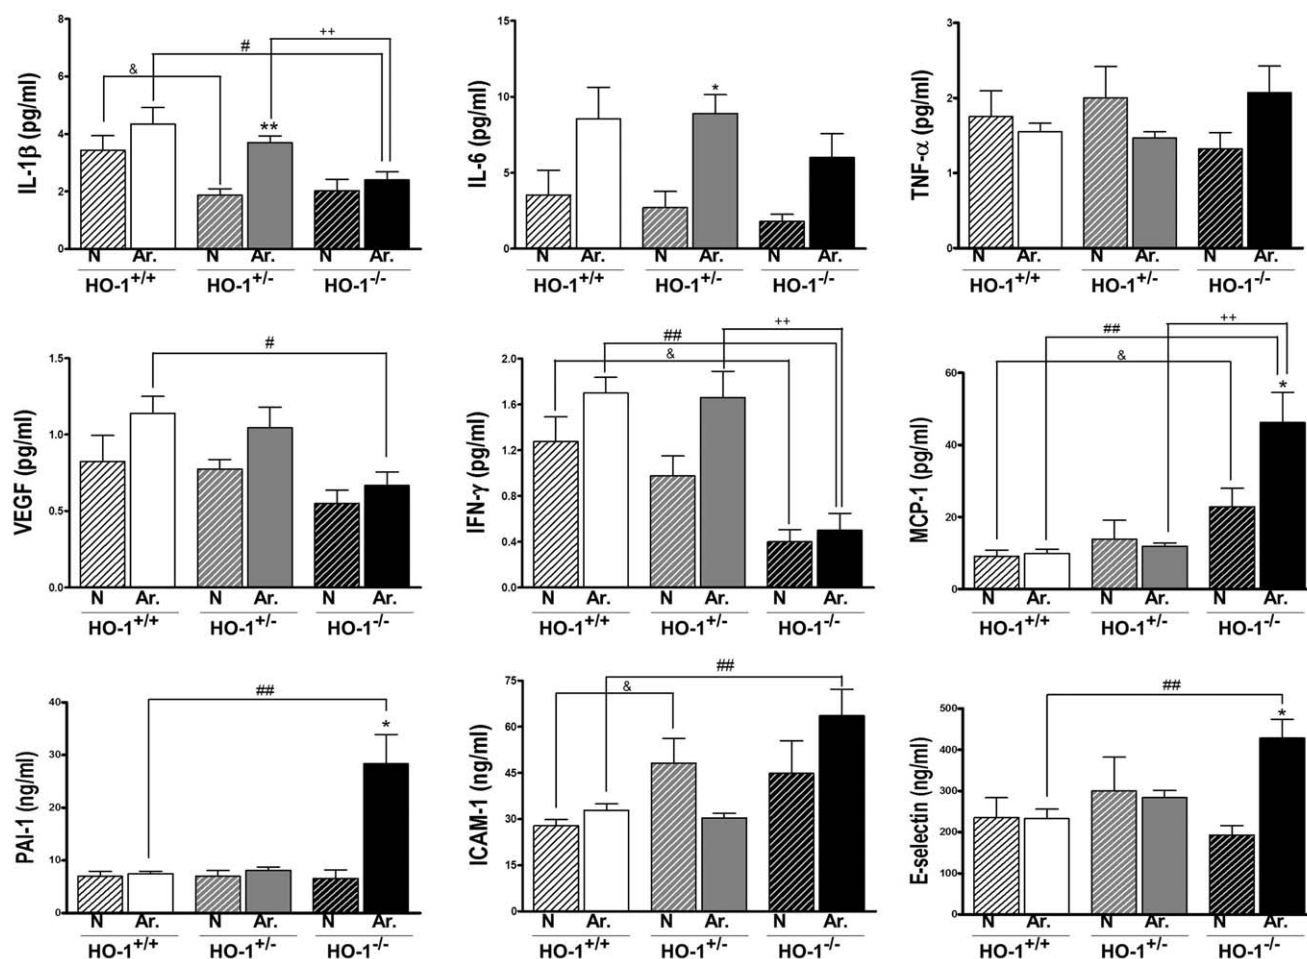 IL-1β (pg/ml)
8
6
4
2
0
&
#
++
**
N Ar. N Ar. N Ar.
HO-1+/+ HO-1+/- HO-1-/-
IL-6 (pg/ml)
15
10
5
0
*
N Ar. N Ar. N Ar.
HO-1+/+ HO-1+/- HO-1-/-
TNF-α (pg/ml)
3
2
1
0
N Ar. N Ar. N Ar.
HO-1+/+ HO-1+/- HO-1-/-
VEGF (pg/ml)
1.5
1.0
0.5
0.0
#
N Ar. N Ar. N Ar.
HO-1+/+ HO-1+/- HO-1-/-
IFN-γ (pg/ml)
2.0
1.6
1.2
0.8
0.4
0.0
++
##
&
N Ar. N Ar. N Ar.
HO-1+/+ HO-1+/- HO-1-/-
MCP-1 (pg/ml)
60
40
20
0
++
##
&
*
N Ar. N Ar. N Ar.
HO-1+/+ HO-1+/- HO-1-/-
PAI-1 (ng/ml)
40
30
20
10
0
##
*
N Ar. N Ar. N Ar.
HO-1+/+ HO-1+/- HO-1-/-
ICAM-1 (ng/ml)
75
60
45
30
15
0
##
&
N Ar. N Ar. N Ar.
HO-1+/+ HO-1+/- HO-1-/-
E-selectin (ng/ml)
500
400
300
200
100
0
##
*
N Ar. N Ar. N Ar.
HO-1+/+ HO-1+/- HO-1-/-